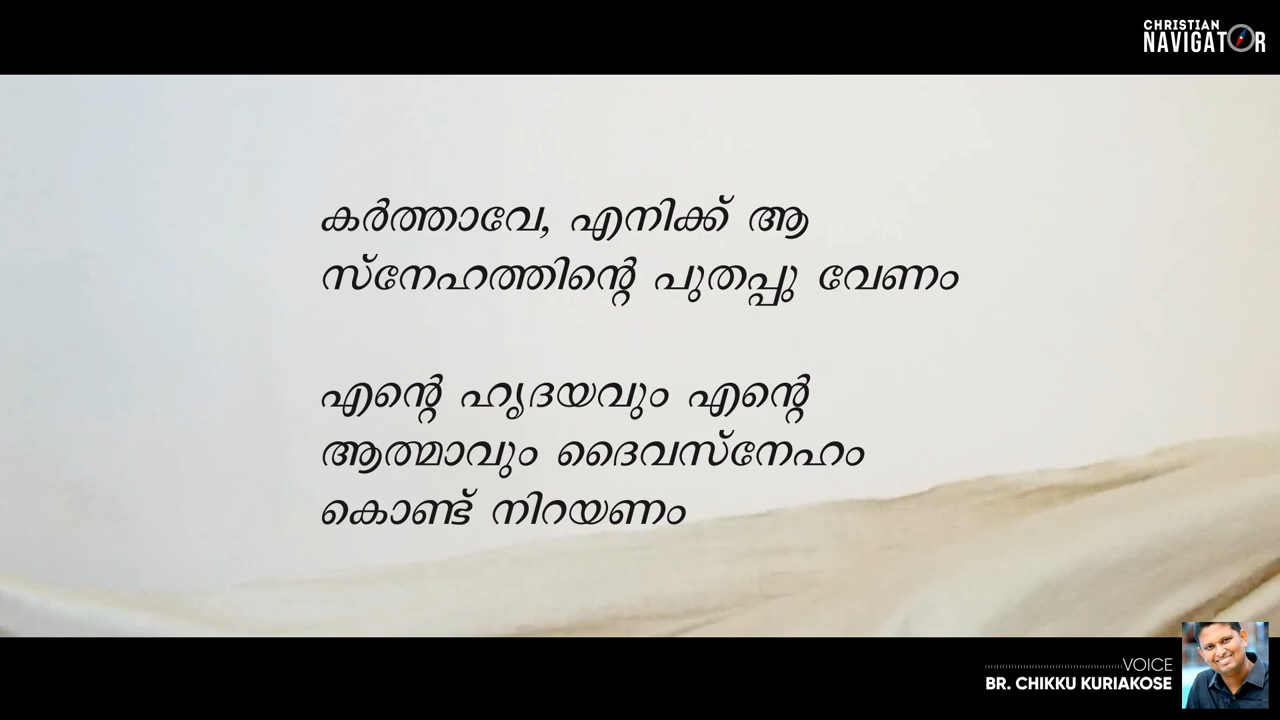 CHRISTIAN
NAVIGATOR
കർത്താവേ, എനിക്ക് ആ
സ്നേഹത്തിന്റെ പുതപ്പു വേണം
എന്റെ ഹൃദയവും എന്റെ
ആത്മാവും ദൈവസ്നേഹം
കൊണ്ട് നിറയണം
VOICE
BR. CHIKKU KURIAKOSE